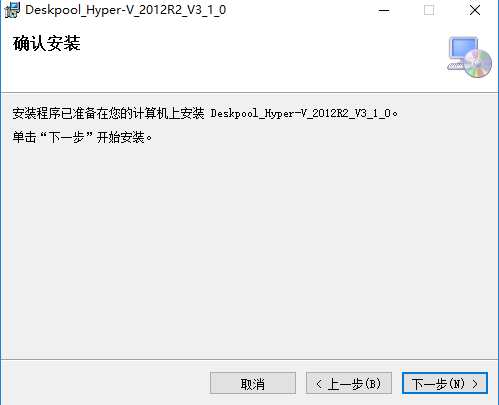 Deskpool_Hyper-V_2012R2_V3_1_0
确认安装
安装程序已准备在您的计算机上安装 Deskpool_Hyper-V_2012R2_V3_1_0。
单击“下一步”开始安装。
取消
< 上一步(B)
下一步(N) >